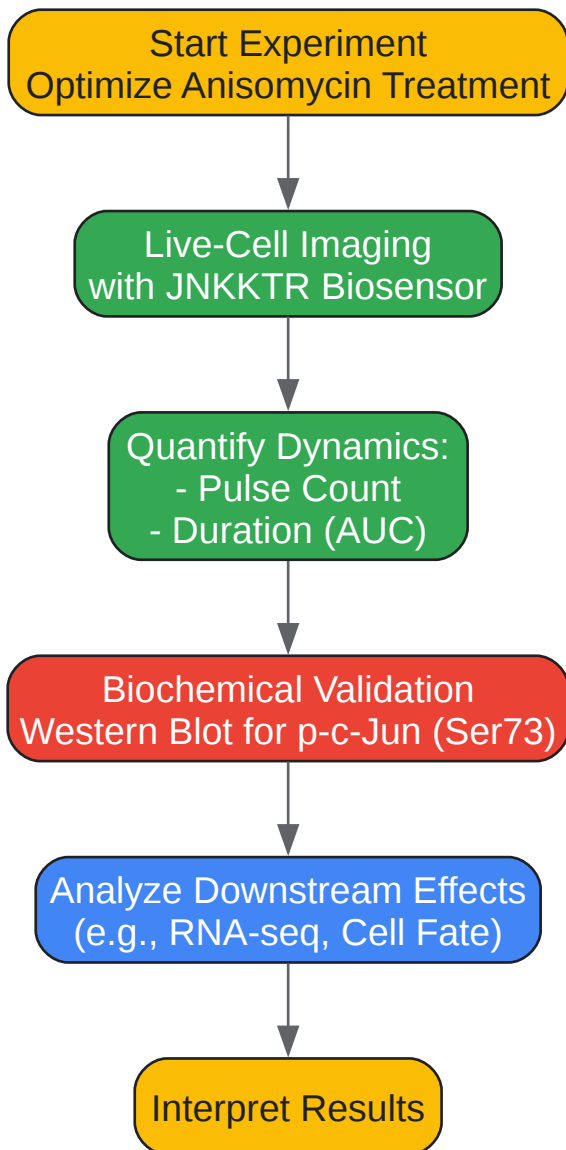 Start Experiment
Optimize Anisomycin Treatment
Live-Cell Imaging
with JNKKTR Biosensor
Quantify Dynamics:
- Pulse Count
- Duration (AUC)
Biochemical Validation
Western Blot for p-c-Jun (Ser73)
Analyze Downstream Effects
(e.g., RNA-seq, Cell Fate)
Interpret Results